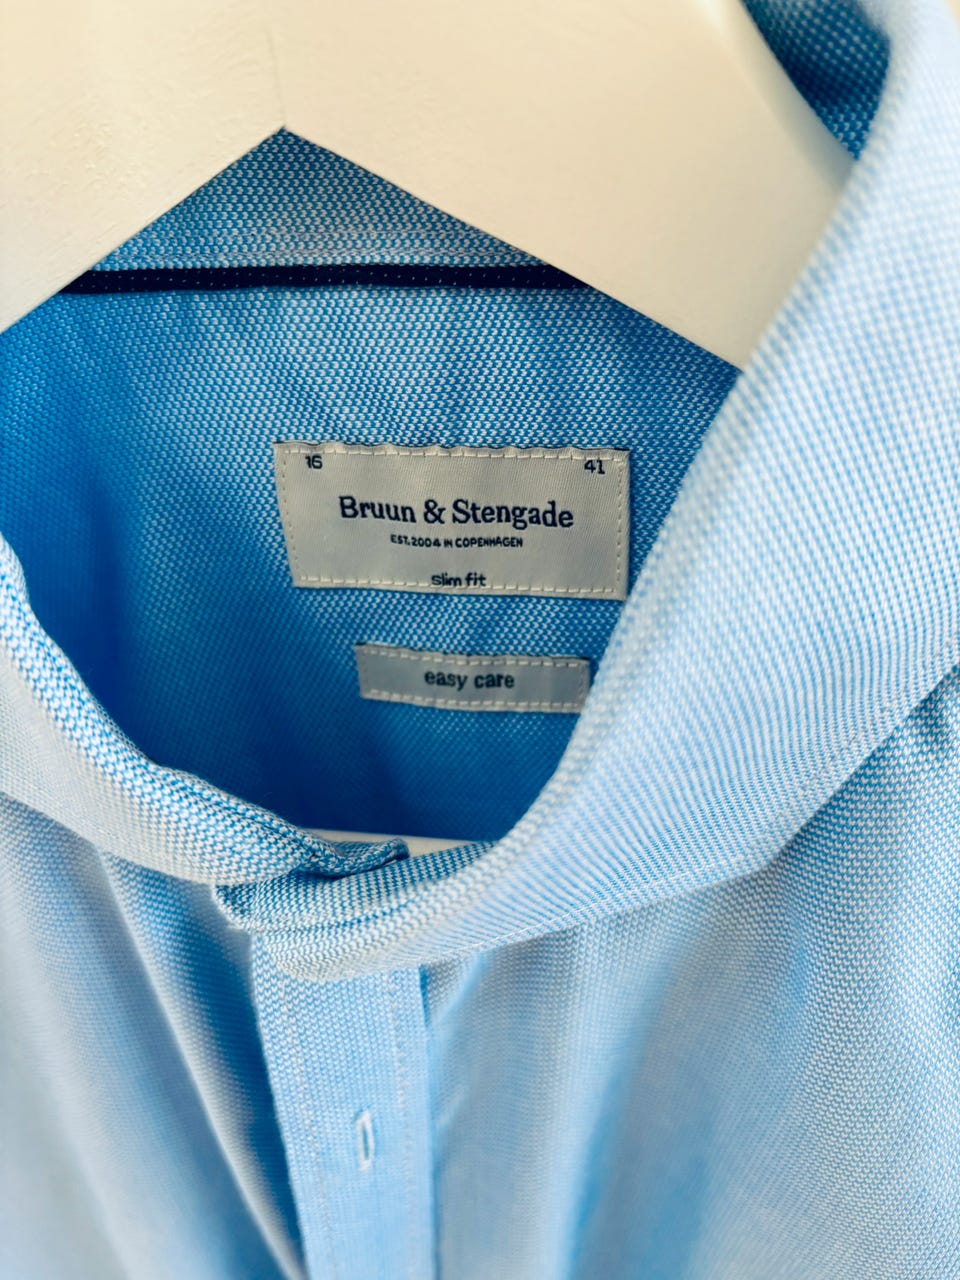 16 41
Bruun & Stengade
EST. 2004 IN COPENHAGEN
Slim fit
easy care